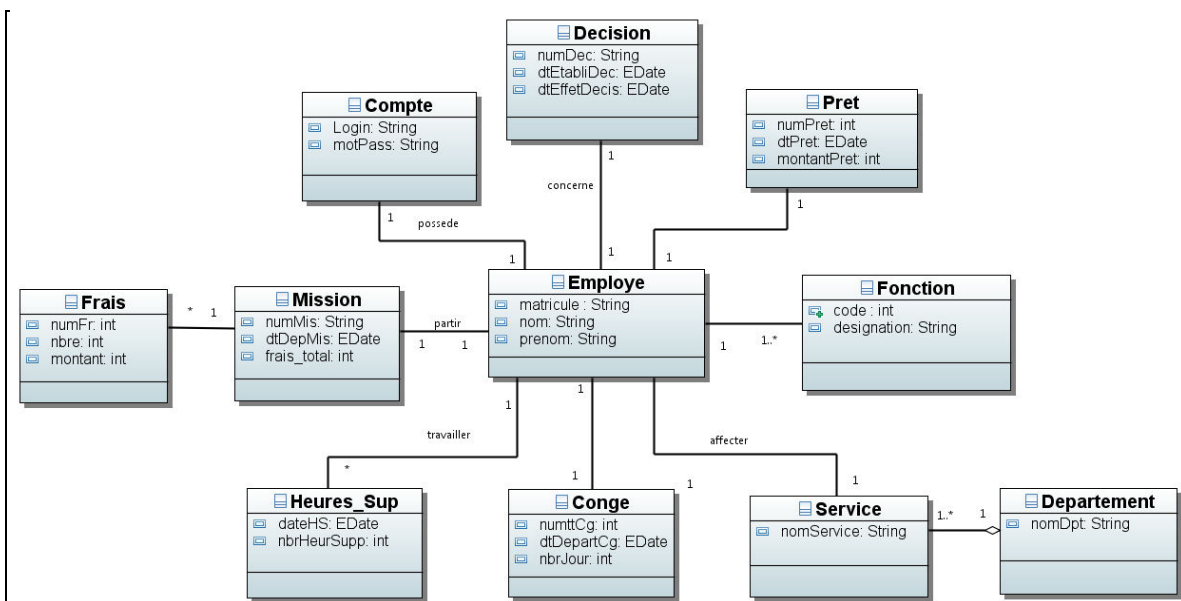 Decision
numDec: String
dtEtabliDec: EDate
dtEffetDecis: EDate
Compte
Login: String
motPass: String
Pret
numPret: int
dtPret: EDate
montantPret: int
1
concerne
1
1
possede
1
1
1
1
Employe
matricule : String
nom: String
prenom: String
Frais
numFr: int
nbre: int
montant: int
* 1
Mission
numMis: String
dtDepMis: EDate
frais_total: int
partir
1 1
Fonction
code : int
designation: String
1 1..*
1
1
travailler
affecter
*
1
1
1
Heures_Sup
dateHS: EDate
nbrHeurSupp: int
Conge
numttCg: int
dtDepartCg: EDate
nbrJour: int
Service
nomService: String
1..* 1
Departement
nomDpt: String